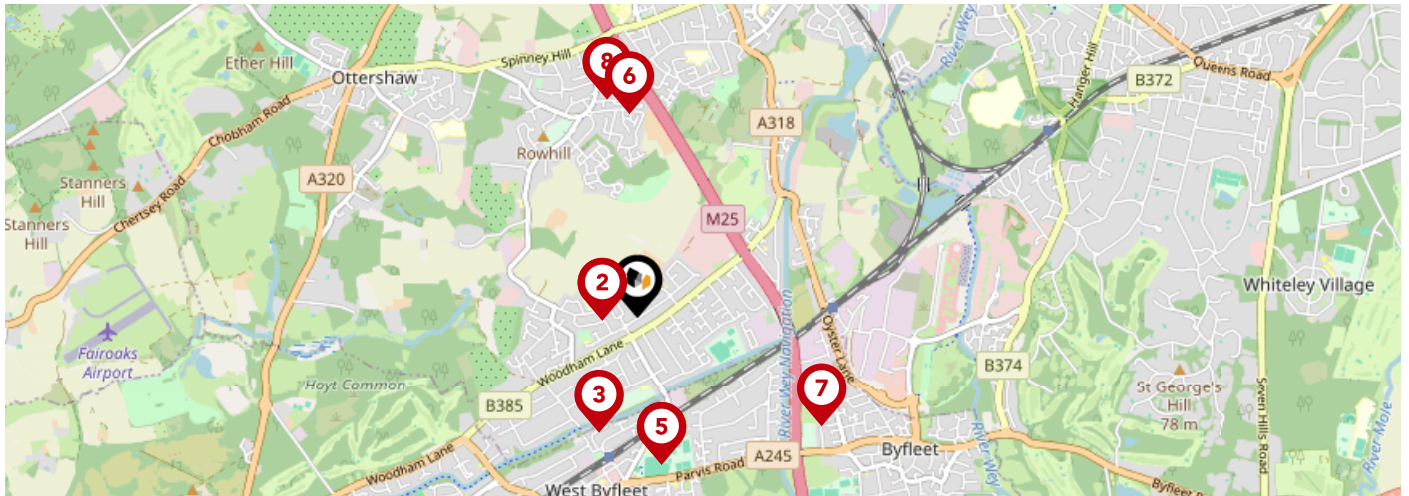 Spinney Hill
8
6
Ether Hill
Ottershaw
River Wey
Hanger Hill
Queens Road
B372
Chobham Road
A318
Rowhill
Stanners
Hill
A320
Chertsey Road
Stanners
Hill
M25
2
Whiteley Village
Fairoaks
Airport
River Wey Navigation
Oyster Lane
Woodham Lane
Hoyt Common
B374
St George's
Hill
78 m
3
7
B385
5
Seven Hills Road
River Mole
Woodham Lane
A245
Parvis Road
Byfleet
River Wey
West Byfleet
Byfleet R